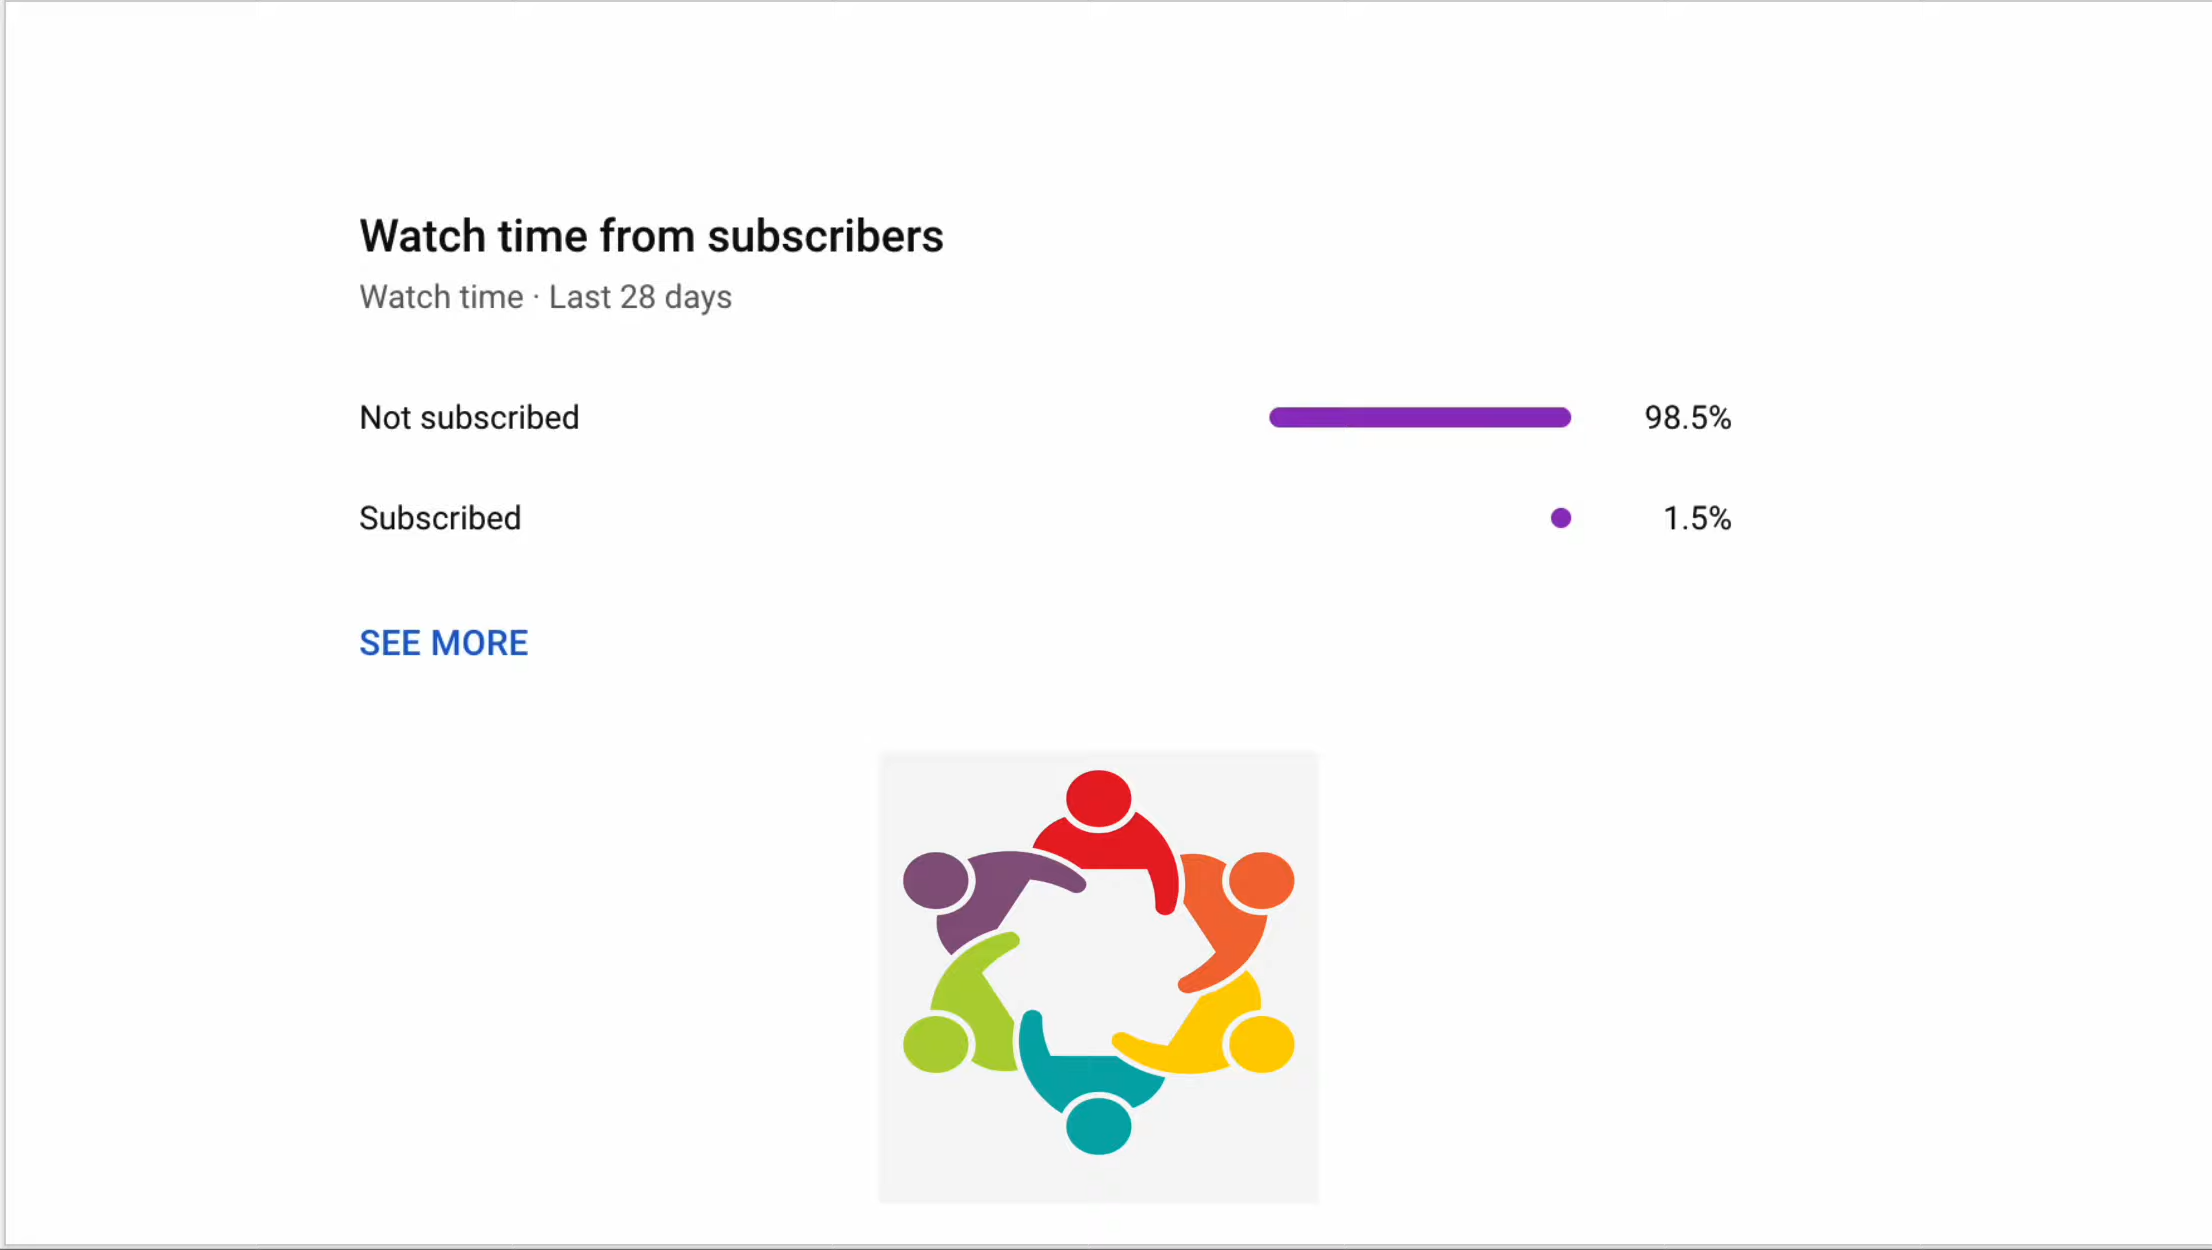 Watch time from subscribers
Watch time · Last 28 days
Not subscribed 98.5%
Subscribed 1.5%
SEE MORE